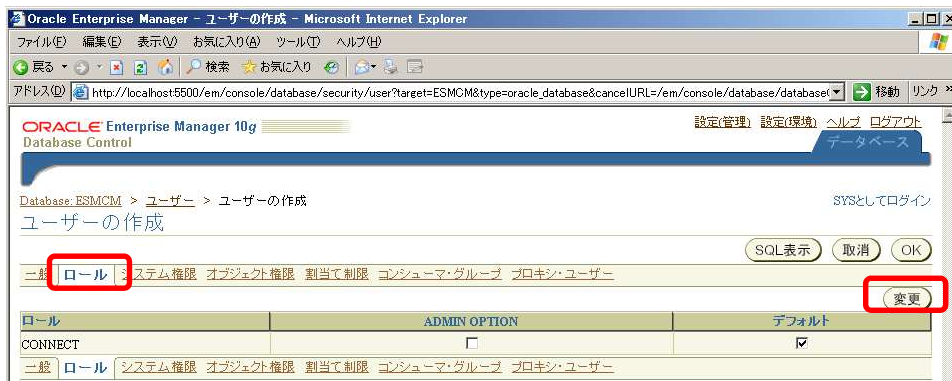 Oracle Enterprise Manager - ユーザーの作成 - Microsoft Internet Explorer
ファイル(F) 編集(E) 表示(V) お気に入り(A) ツール(T) ヘルプ(H)
戻る 検索 お気に入り
アドレス(D) http://localhost:5500/em/console/database/security/user?target=ESMCM&type=oracle_database&cancelURL=/em/console/database/database 移動 リンク »
ORACLE Enterprise Manager 10g
Database Control
設定(管理) 設定(環境) ヘルプ ログアウト
データベース
Database: ESMCM > ユーザー > ユーザーの作成
SYSとしてログイン
ユーザーの作成
SQL表示 取消 OK
一般 ロール システム権限 オブジェクト権限 割当て制限 コンシューマ・グループ プロキシ・ユーザー
変更
ロール ADMIN OPTION デフォルト
CONNECT
一般 ロール システム権限 オブジェクト権限 割当て制限 コンシューマ・グループ プロキシ・ユーザー